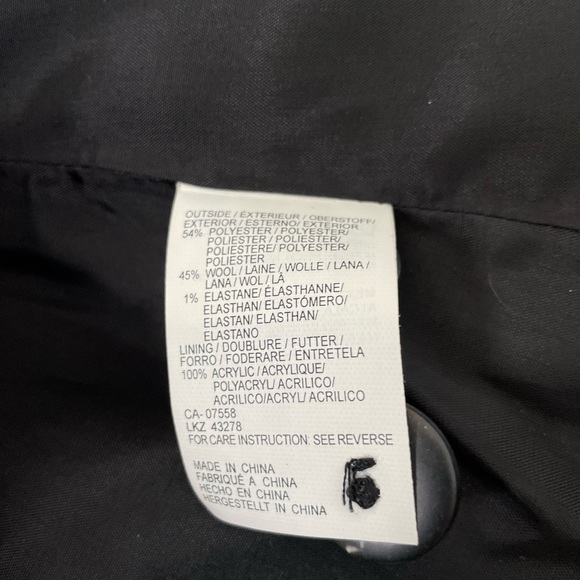 OUTSIDE / ÉXTERIEUR / OBERSTOFF/
EXTERIOR / ESTERNO/ EXTERIOR
54% POLYESTER / POLYESTER/
POLIESTER / POLIESTER/
POLIESTERE/ POLYESTER/
POLIESTER
45% WOOL / LAINE / WOLLE / LANA /
LANA / WOL / LÃ
1% ELASTANE/ ÉLASTHANNE/
ELASTHAN/ ELASTÓMERO/
ELASTAN/ ELASTHAN/
ELASTANO
LINING / DOUBLURE / FUTTER /
FORRO / FODERARE / ENTRETELA
100% ACRYLIC / ACRYLIQUE/
POLYACRYL/ ACRILICO/
ACRILICO/ACRYL/ ACRILICO
CA- 07558
LKZ 43278
FOR CARE INSTRUCTION: SEE REVERSE
MADE IN CHINA
FABRIQUÉ A CHINA
HECHO EN CHINA
HERGESTELLT IN CHINA